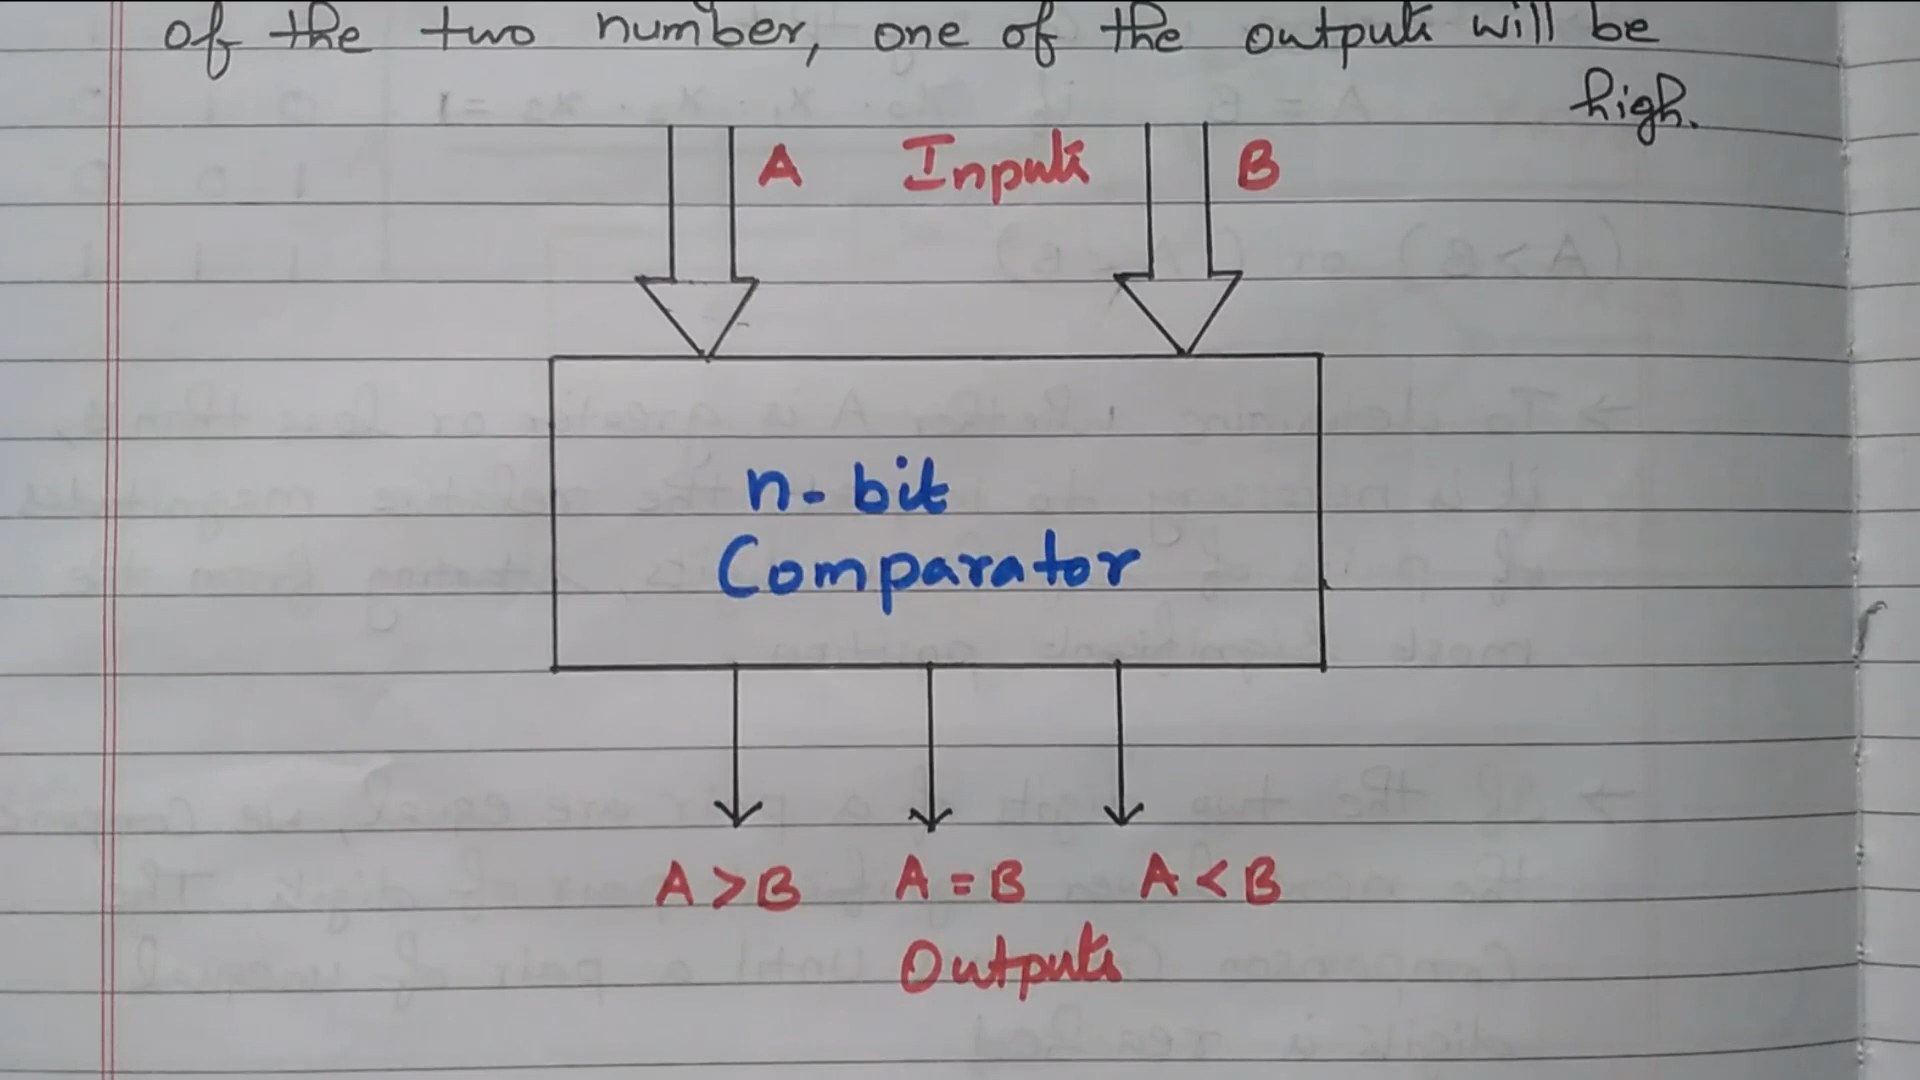 of the two number, one of the outputs will be
high.
A Inputs B
n-bit
Comparator
A > B A = B A < B
Outputs